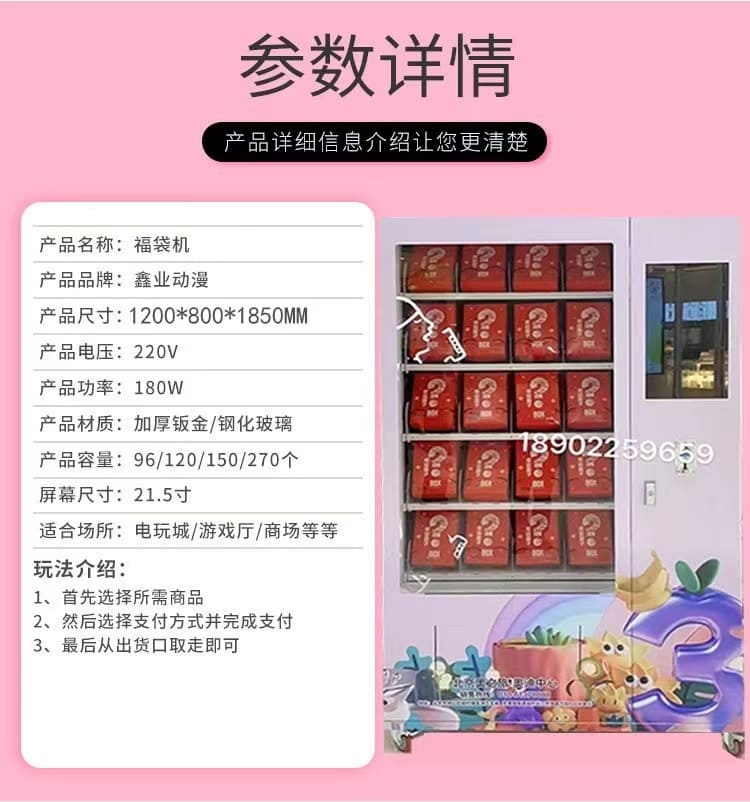 参数详情
产品详细信息介绍让您更清楚
产品名称：福袋机
产品品牌：鑫业动漫
产品尺寸：1200*800*1850MM
产品电压：220V
产品功率：180W
产品材质：加厚钣金/钢化玻璃
产品容量：96/120/150/270个
屏幕尺寸：21.5寸
适合场所：电玩城/游戏厅/商场等等
玩法介绍：
1、首先选择所需商品
2、然后选择支付方式并完成支付
3、最后从出货口取走即可
BOX
18902259659
3